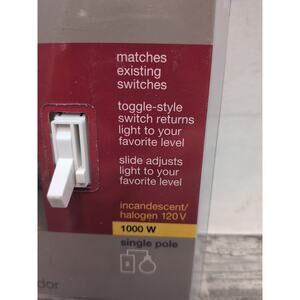 matches
existing
switches
toggle-style
switch returns
light to your
favorite level
slide adjusts
light to your
favorite level
incandescent/
halogen 120V
1000 W
single pole